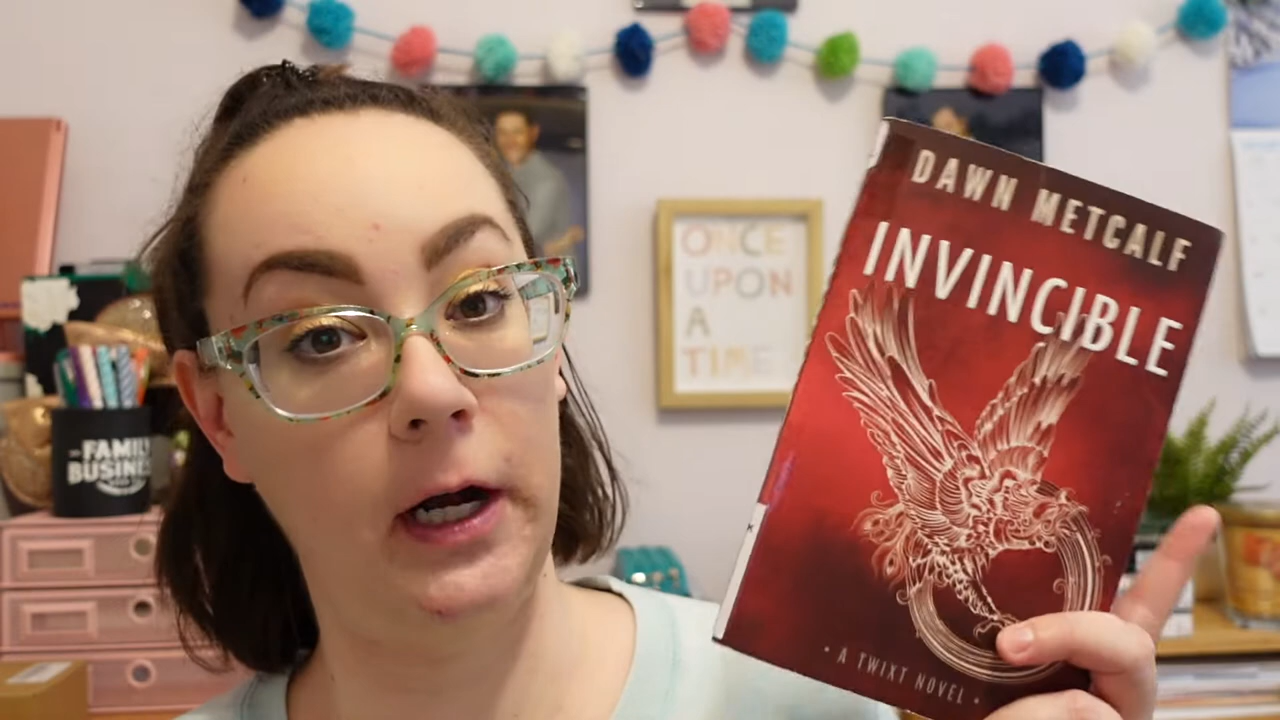 DAWN METCALF
INVINCIBLE
• A TWIXT NOVEL •
ONCE
UPON
A
TIME
-FAMILY
BUSINESS